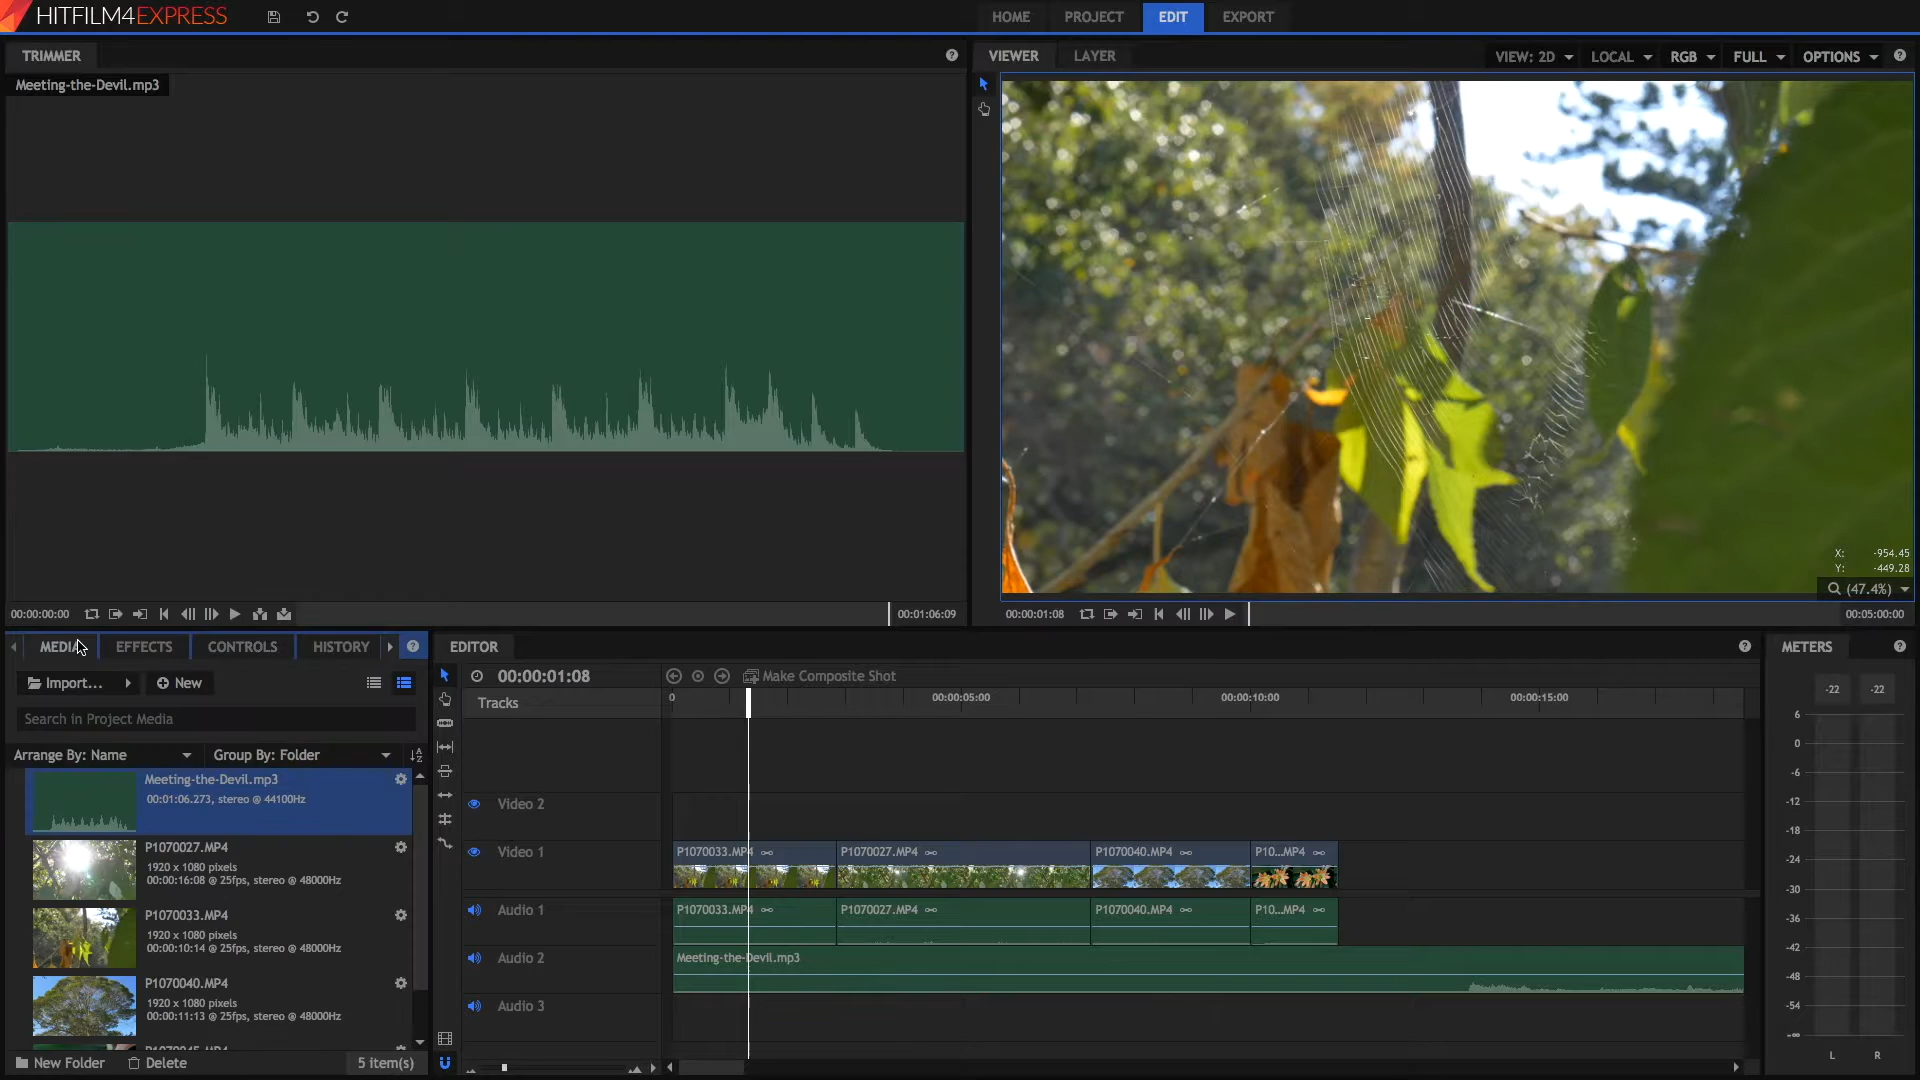 HITFILM4EXPRESS
HOME PROJECT EDIT EXPORT
TRIMMER
Meeting-the-Devil.mp3
00:00:00:00 00:01:06:09
VIEWER LAYER
VIEW: 2D LOCAL RGB FULL OPTIONS
X: -954.45
Y: -449.28
(47.4%)
00:00:01:08 00:05:00:00
MEDIA EFFECTS CONTROLS HISTORY
Import... New
Search in Project Media
Arrange By: Name Group By: Folder
Meeting-the-Devil.mp3
00:01:06.273, stereo @ 44100Hz
P1070027.MP4
1920 x 1080 pixels
00:00:16:08 @ 25fps, stereo @ 48000Hz
P1070033.MP4
1920 x 1080 pixels
00:00:10:14 @ 25fps, stereo @ 48000Hz
P1070040.MP4
1920 x 1080 pixels
00:00:11:13 @ 25fps, stereo @ 48000Hz
New Folder Delete 5 item(s)
EDITOR
00:00:01:08 Make Composite Shot
Tracks 0 00:00:05:00 00:00:10:00 00:00:15:00
Video 2
Video 1 P1070033.MP4 P1070027.MP4 P1070040.MP4 P10...MP4
Audio 1 P1070033.MP4 P1070027.MP4 P1070040.MP4 P10...MP4
Audio 2 Meeting-the-Devil.mp3
Audio 3
METERS
-22 -22
6
0
-6
-12
-18
-24
-30
-36
-42
-48
-54
-∞
L R